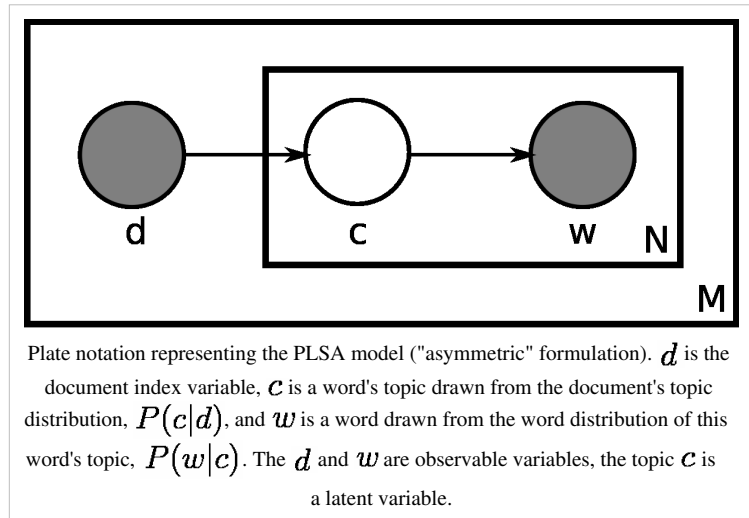 d
c
w
N
M
Plate notation representing the PLSA model ("asymmetric" formulation). d is the
document index variable, c is a word's topic drawn from the document's topic
distribution, P(c|d), and w is a word drawn from the word distribution of this
word's topic, P(w|c). The d and w are observable variables, the topic c is
a latent variable.